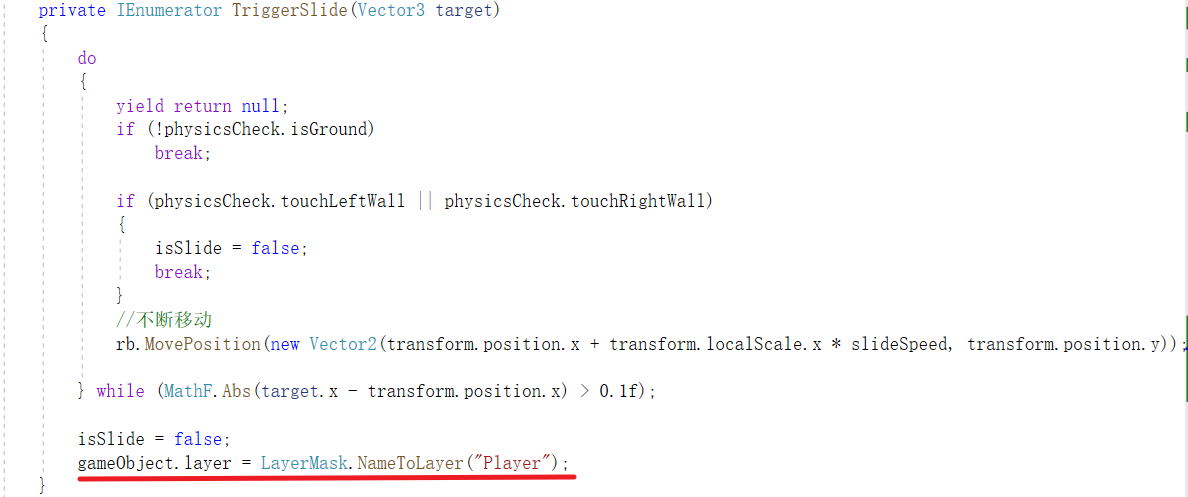 private IEnumerator TriggerSlide(Vector3 target)
{
do
{
yield return null;
if (!physicsCheck.isGround)
break;
if (physicsCheck.touchLeftWall || physicsCheck.touchRightWall)
{
isSlide = false;
break;
}
//不断移动
rb.MovePosition(new Vector2(transform.position.x + transform.localScale.x * slideSpeed, transform.position.y));
} while (MathF.Abs(target.x - transform.position.x) > 0.1f);
isSlide = false;
gameObject.layer = LayerMask.NameToLayer("Player");
}